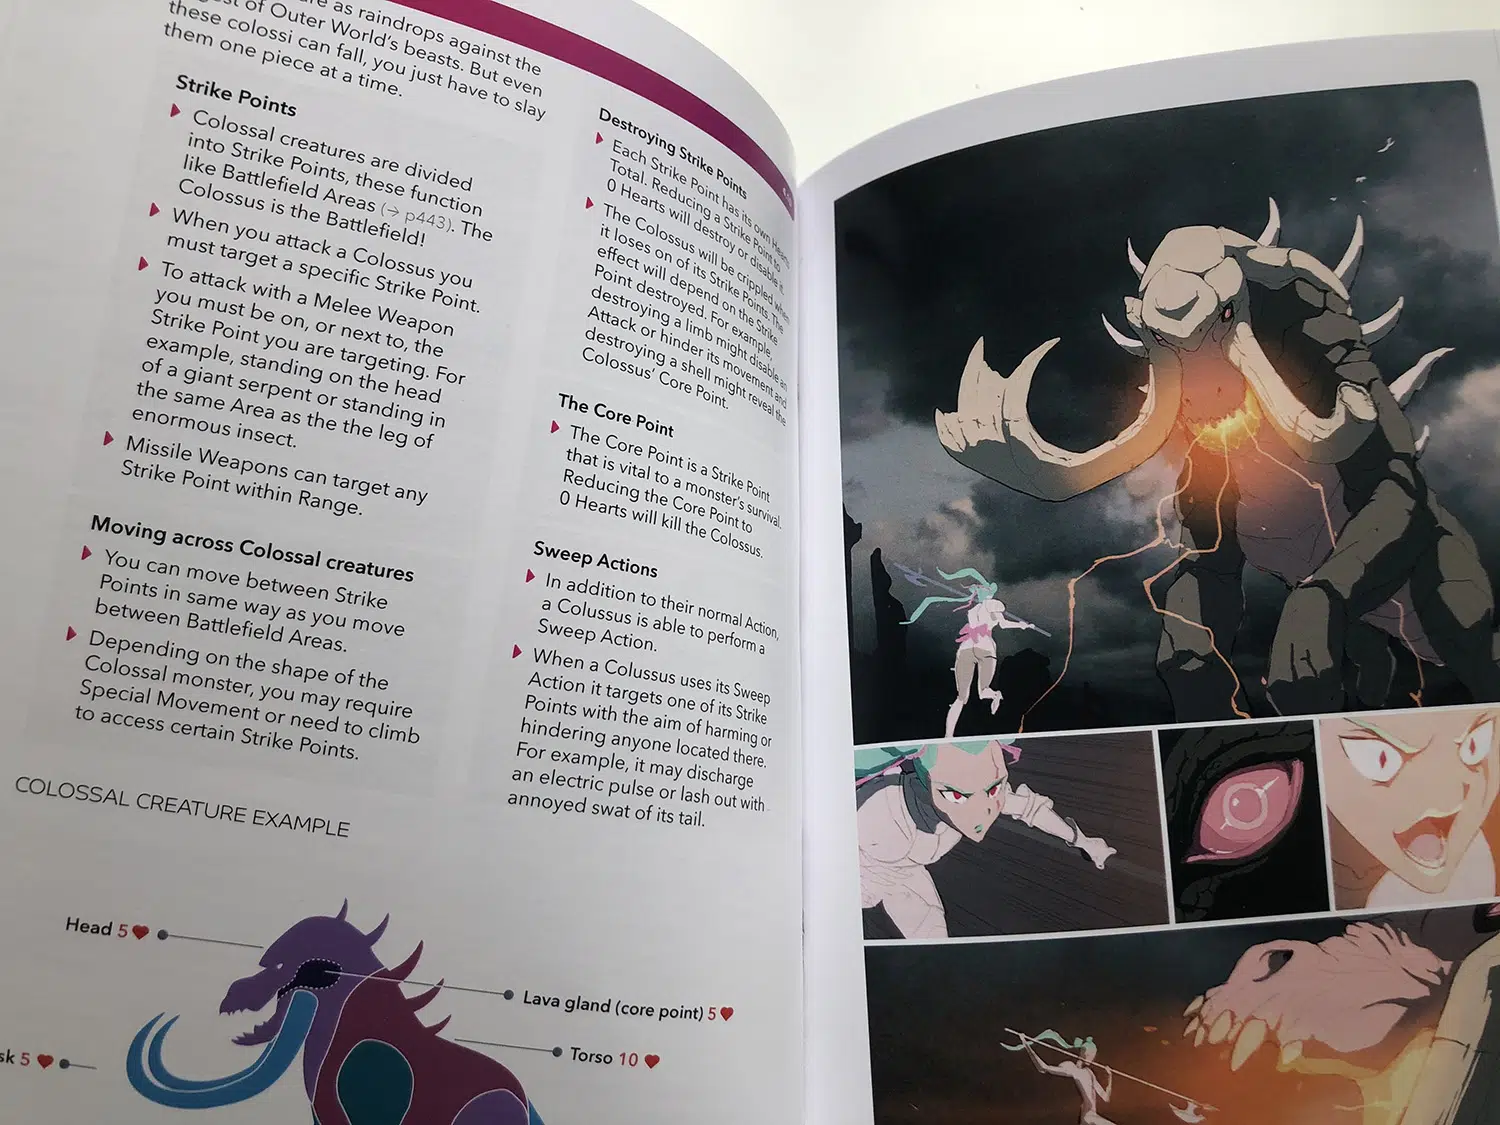 are as raindrops against the
of Outer World's beasts. But even
these colossi can fall, you just have to slay
them one piece at a time.
Strike Points
Colossal creatures are divided
into Strike Points, these function
like Battlefield Areas (→ p443). The
Colossus is the Battlefield!
When you attack a Colossus you
must target a specific Strike Point.
To attack with a Melee Weapon
you must be on, or next to, the
Strike Point you are targeting. For
example, standing on the head
of a giant serpent or standing in
the same Area as the the leg of
enormous insect.
Missile Weapons can target any
Strike Point within Range.
Moving across Colossal creatures
You can move between Strike
Points in same way as you move
between Battlefield Areas.
Depending on the shape of the
Colossal monster, you may require
Special Movement or need to climb
to access certain Strike Points.
Destroying Strike Points
Each Strike Point has its own Hearts
Total. Reducing a Strike Point to
0 Hearts will destroy or disable it.
The Colossus will be crippled when
it loses on of its Strike Points. The
effect will depend on the Strike
Point destroyed. For example,
destroying a limb might disable an
Attack or hinder its movement and
destroying a shell might reveal the
Colossus' Core Point.
The Core Point
The Core Point is a Strike Point
that is vital to a monster's survival.
Reducing the Core Point to
0 Hearts will kill the Colossus.
Sweep Actions
In addition to their normal Action,
a Colussus is able to perform a
Sweep Action.
When a Colussus uses its Sweep
Action it targets one of its Strike
Points with the aim of harming or
hindering anyone located there.
For example, it may discharge
an electric pulse or lash out with
annoyed swat of its tail.
COLOSSAL CREATURE EXAMPLE
Head 5
Lava gland (core point) 5
Torso 10
sk 5